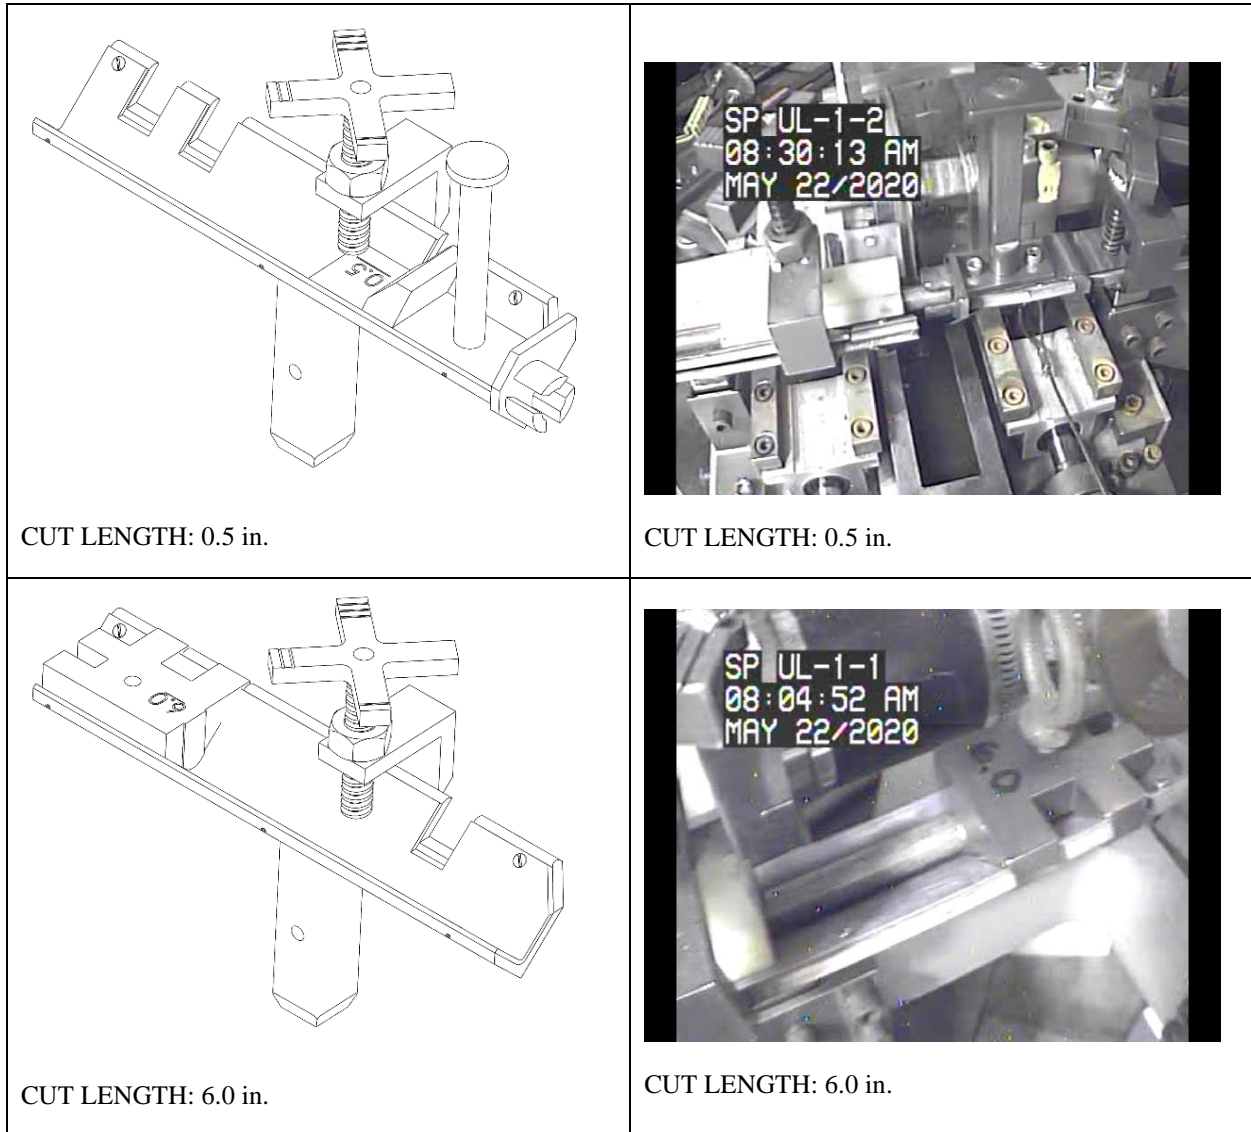 0.5
SP UL-1-2
08:30:13 AM
MAY 22/2020
CUT LENGTH: 0.5 in.
CUT LENGTH: 0.5 in.
6.0
SP UL-1-1
08:04:52 AM
MAY 22/2020
6.0
CUT LENGTH: 6.0 in.
CUT LENGTH: 6.0 in.